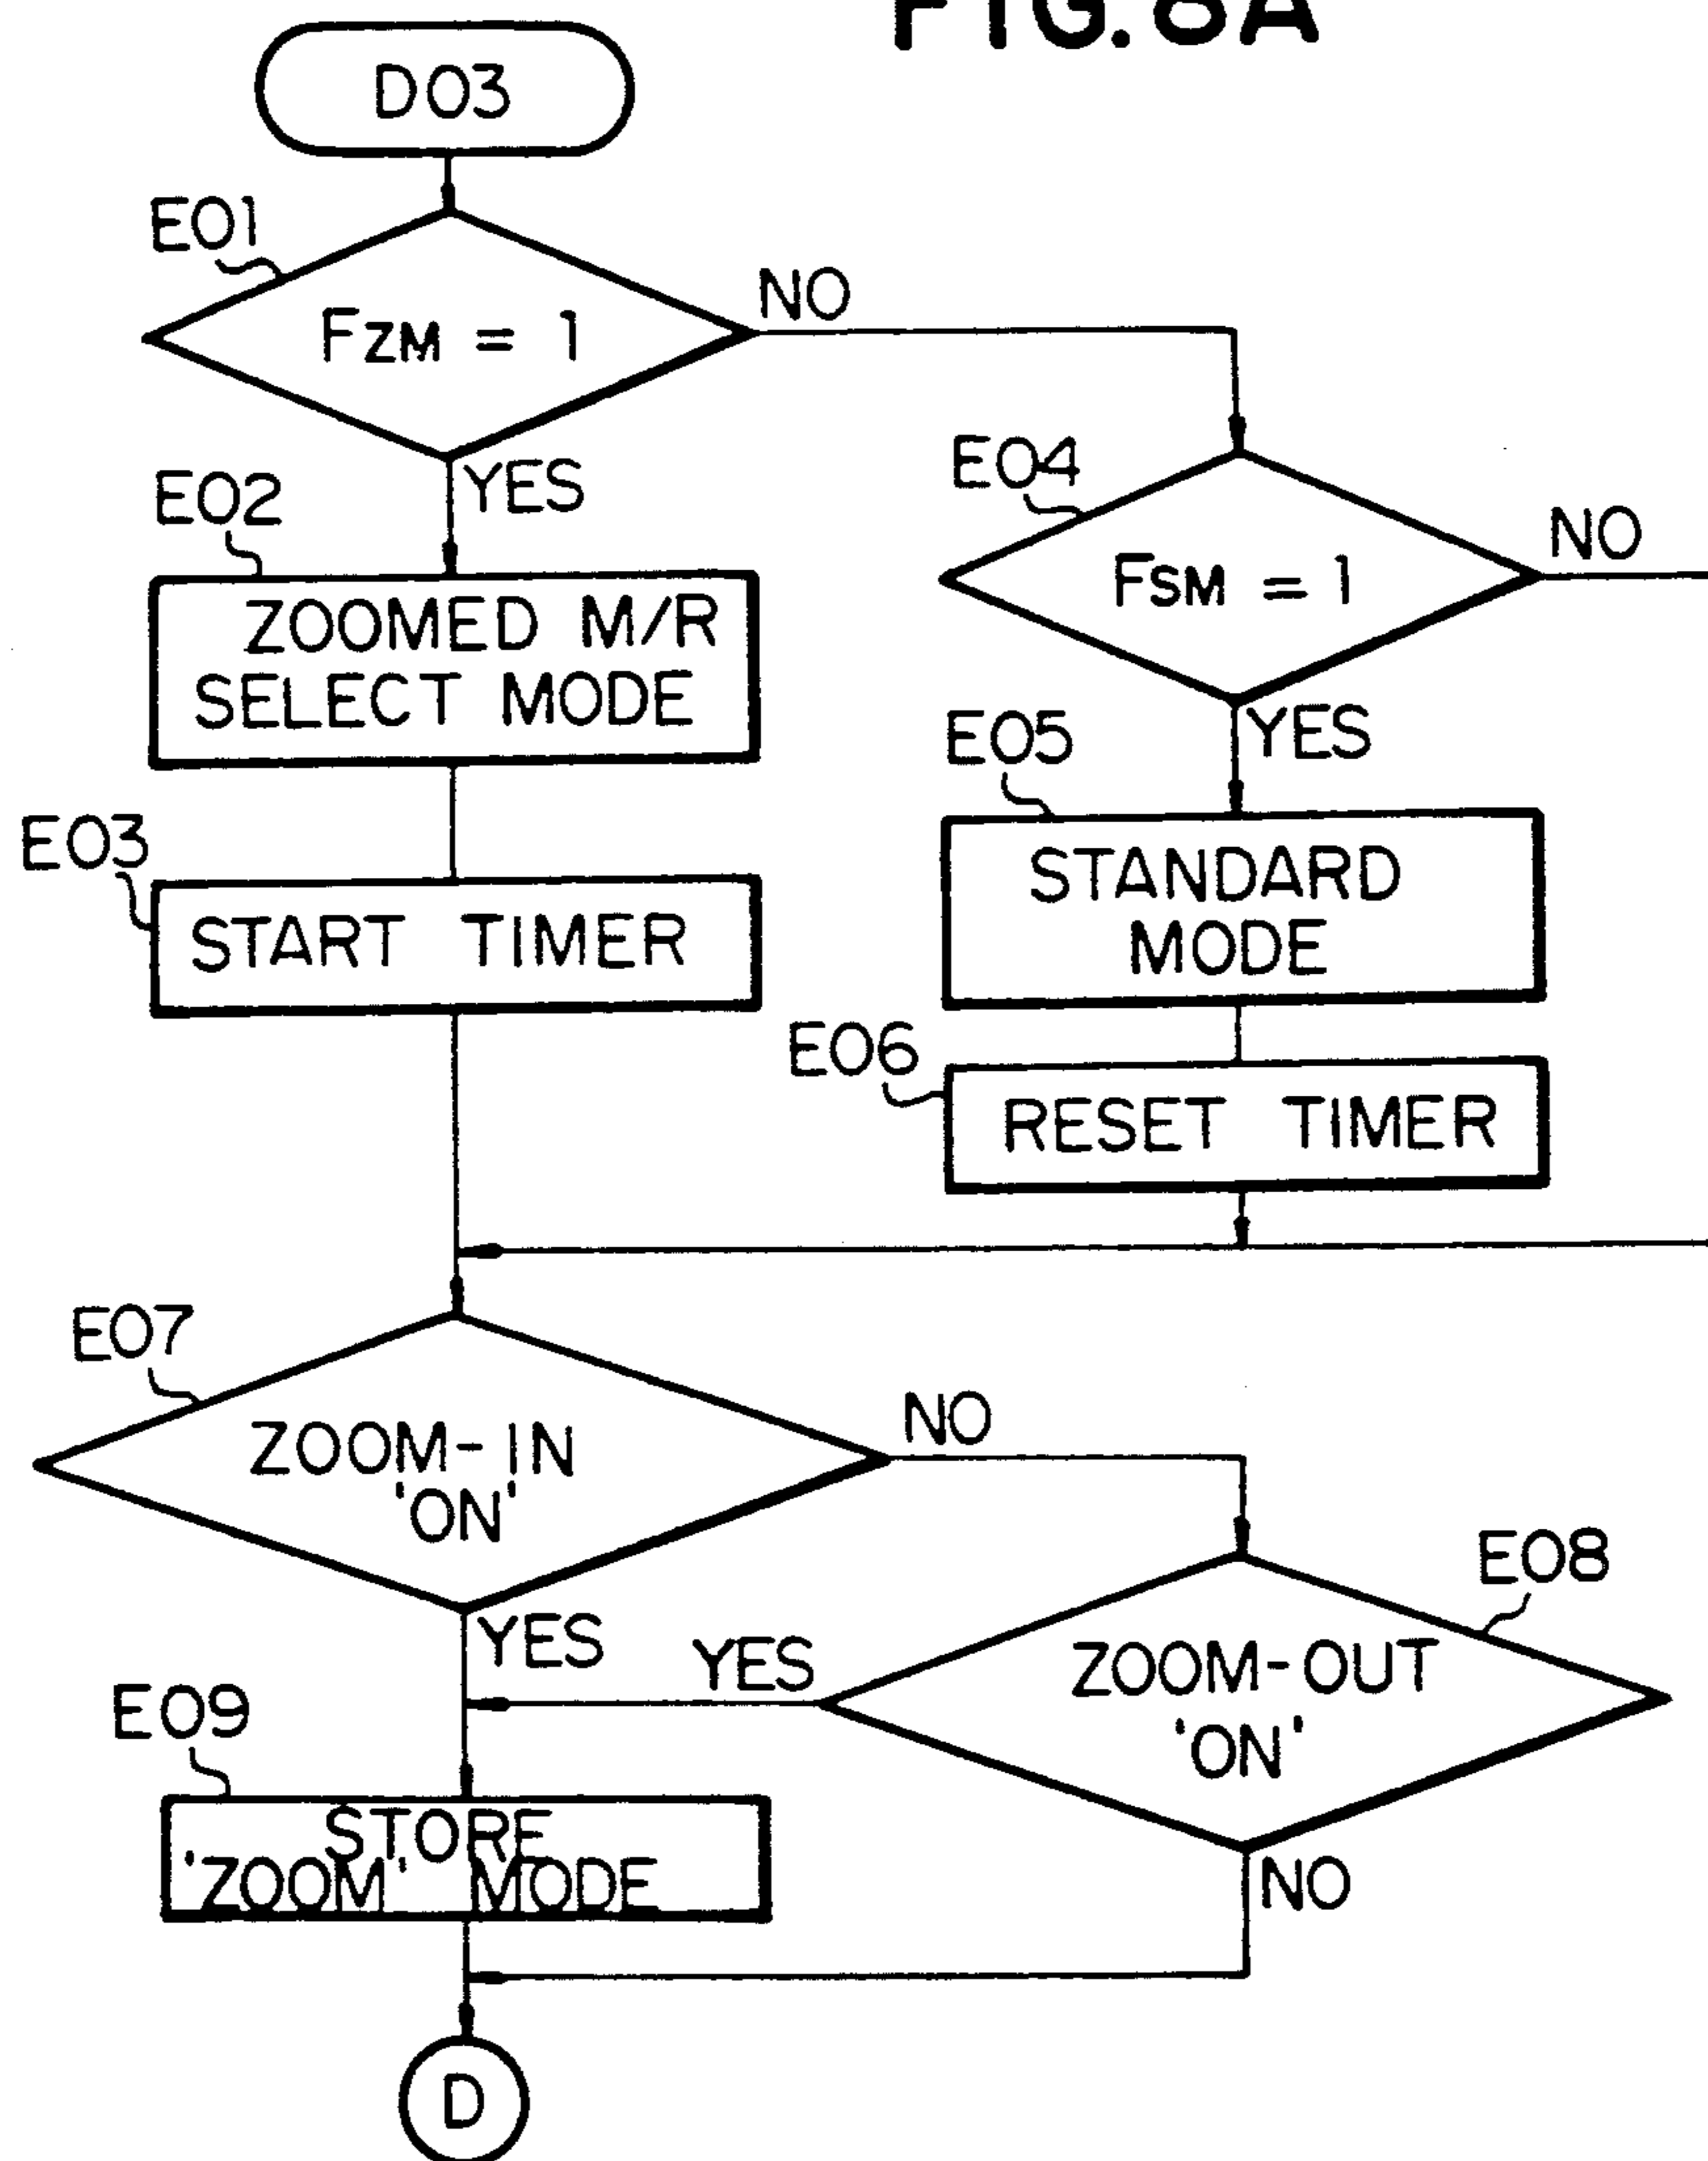 FIG. 8A
D03
E01
FZM = 1
NO
YES
E02
ZOOMED M/R
SELECT MODE
E03
START TIMER
E04
FSM = 1
NO
YES
E05
STANDARD
MODE
E06
RESET TIMER
E07
ZOOM-IN
'ON'
NO
YES
E08
ZOOM-OUT
'ON'
YES
NO
E09
STORE
'ZOOM' MODE
D